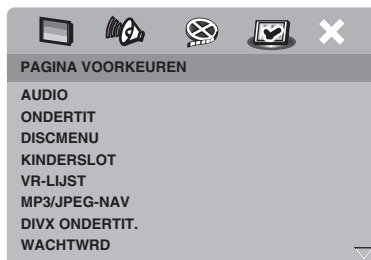 PAGINA VOORKEUREN
AUDIO
ONDERTIT
DISCMENU
KINDERSLOT
VR-LIJST
MP3/JPEG-NAV
DIVX ONDERTIT.
WACHTWRD